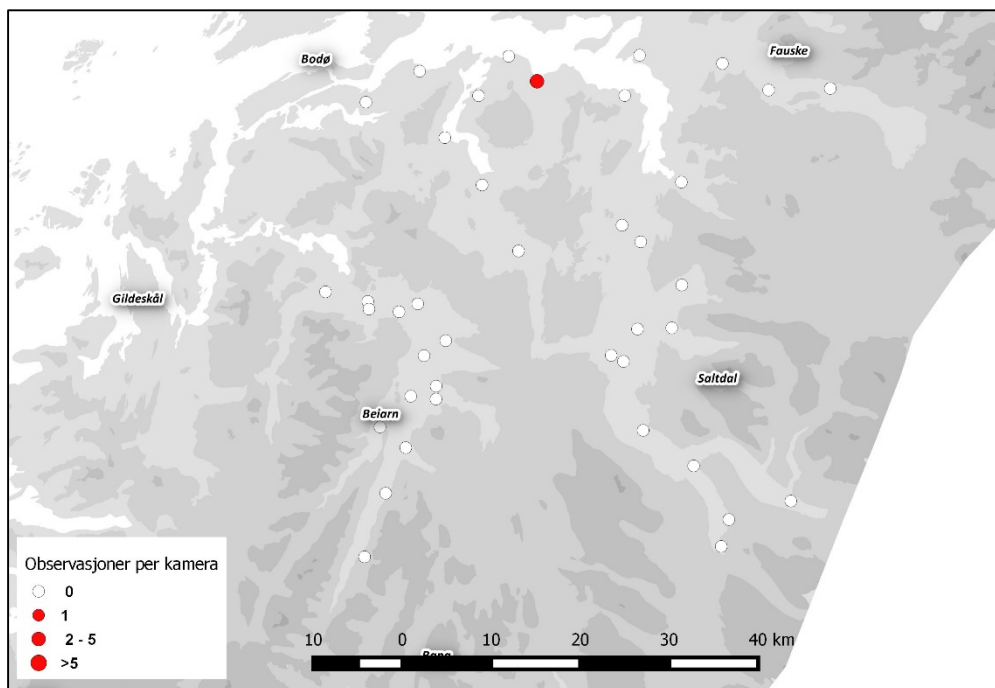 Bodø
Fauske
Gildeskål
Saltdal
Beiarn
Observasjoner per kamera
0
1
2 - 5
>5
10 0 10 20 30 40 km